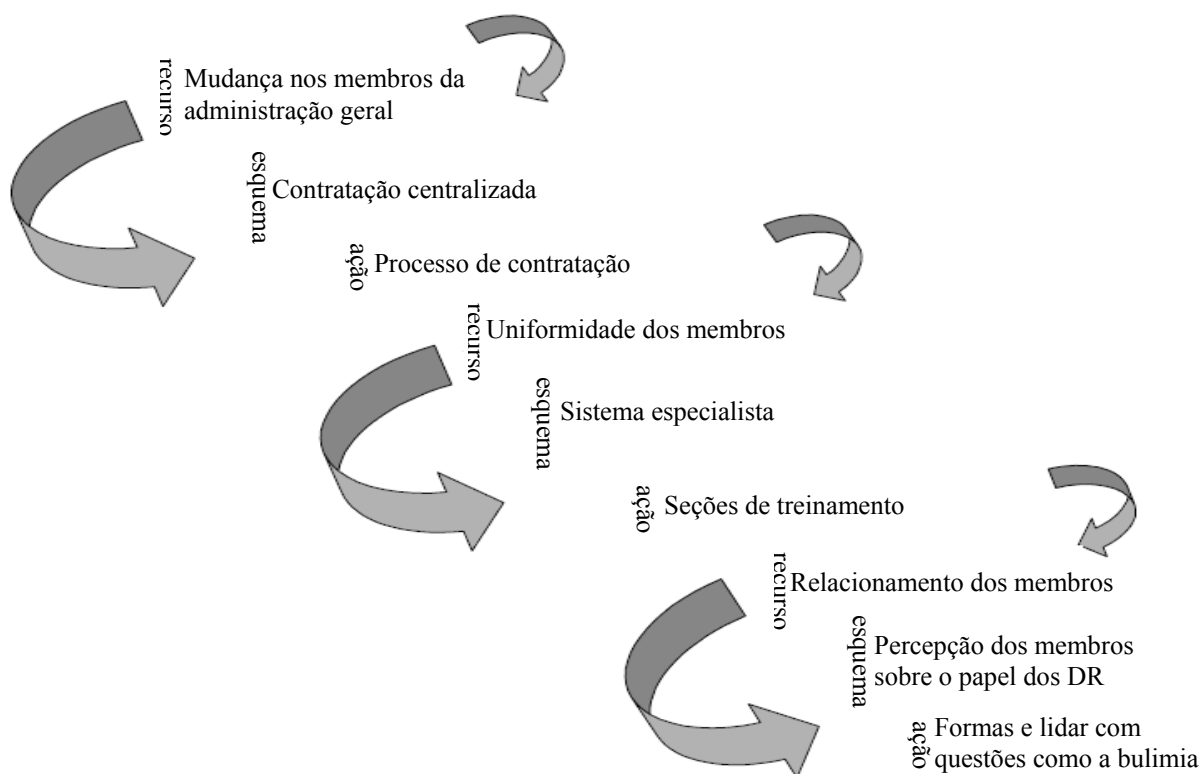 recurso
Mudança nos membros da
administração geral
esquema
Contratação centralizada
ação
Processo de contratação
recurso
Uniformidade dos membros
esquema
Sistema especialista
ação
Seções de treinamento
recurso
Relacionamento dos membros
esquema
Percepção dos membros
sobre o papel dos DR
ação
Formas e lidar com
questões como a bulimia